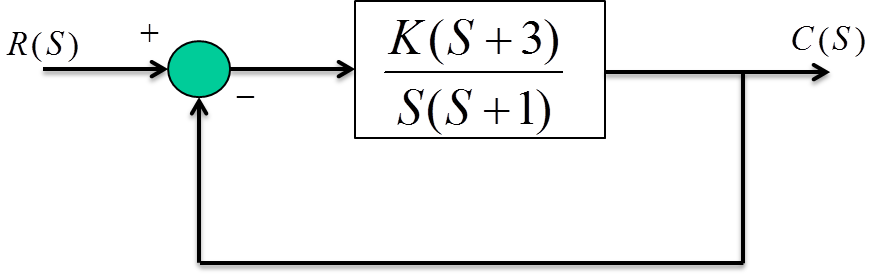 R(S)
+
−
K(S + 3)
S(S + 1)
C(S)